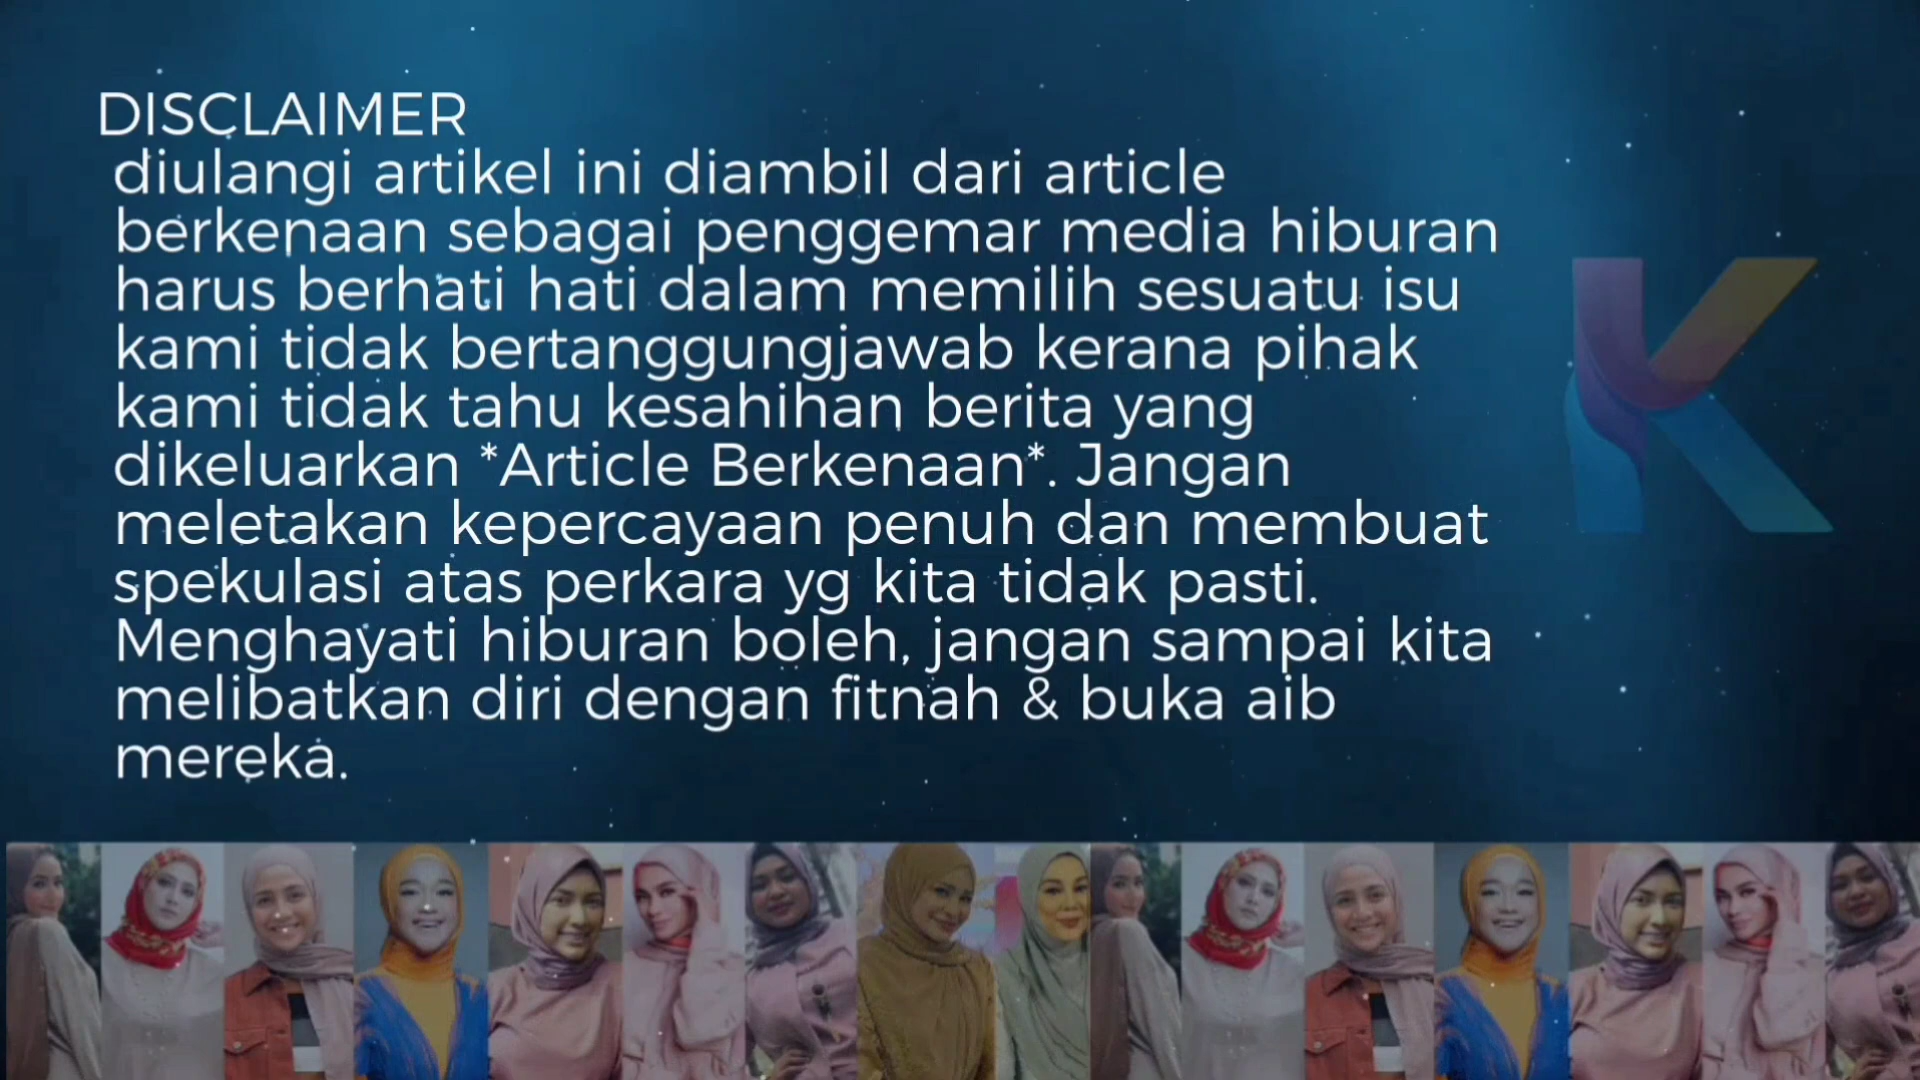 DISCLAIMER
diulangi artikel ini diambil dari article
berkenaan sebagai penggemar media hiburan
harus berhati hati dalam memilih sesuatu isu
kami tidak bertanggungjawab kerana pihak
kami tidak tahu kesahihan berita yang
dikeluarkan *Article Berkenaan*. Jangan
meletakan kepercayaan penuh dan membuat
spekulasi atas perkara yg kita tidak pasti.
Menghayati hiburan boleh, jangan sampai kita
melibatkan diri dengan fitnah & buka aib
mereka.
K